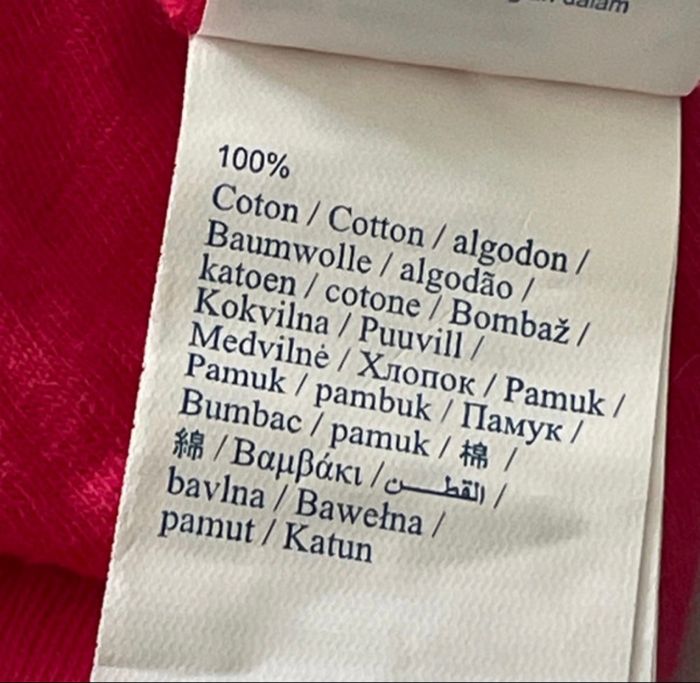 dalam
100%
Coton / Cotton / algodon /
Baumwolle / algodão /
katoen / cotone / Bombaž /
Kokvilna / Puuvill /
Medvilnė / Хлопок / Pamuk /
Pamuk / pambuk / Памук /
Bumbac / pamuk / 棉 /
綿 / Βαμβάκι / القطن /
bavlna / Bawełna /
pamut / Katun